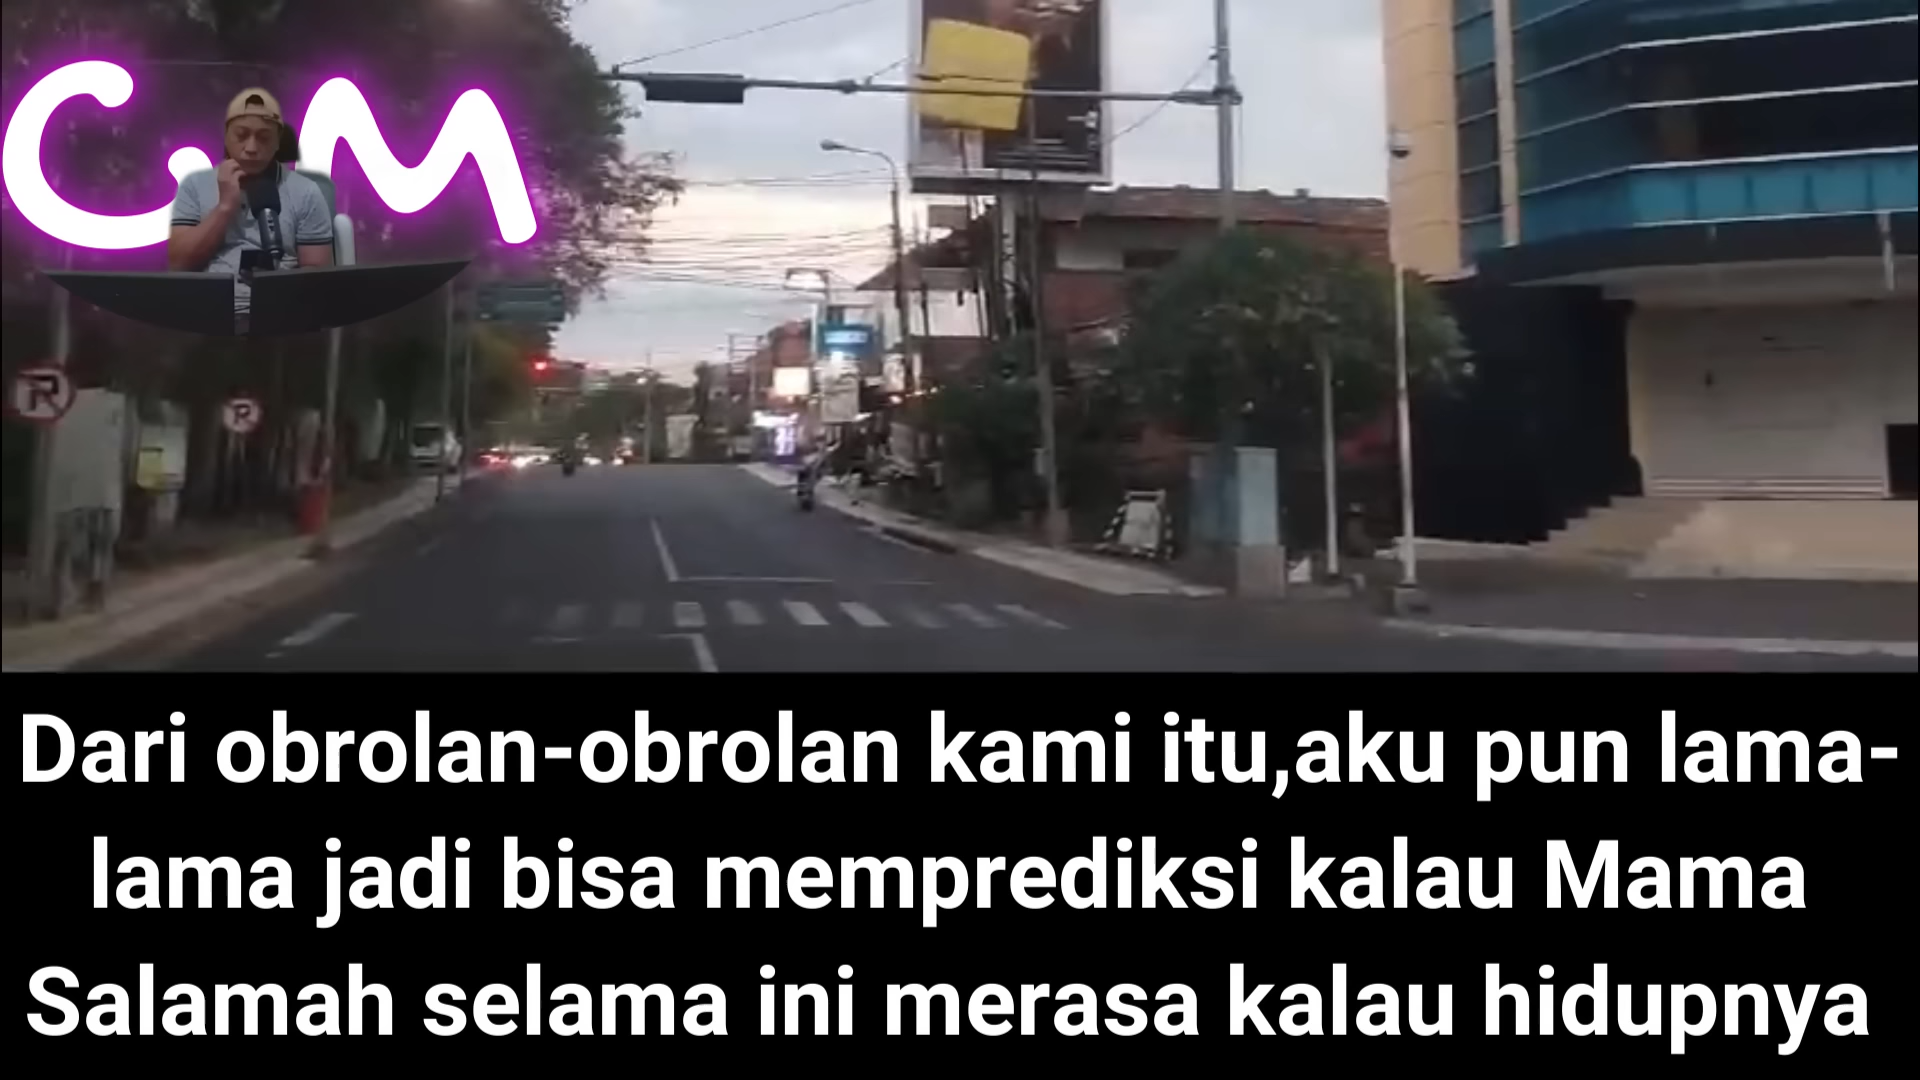 CM
P
P
Dari obrolan-obrolan kami itu,aku pun lama-
lama jadi bisa memprediksi kalau Mama
Salamah selama ini merasa kalau hidupnya